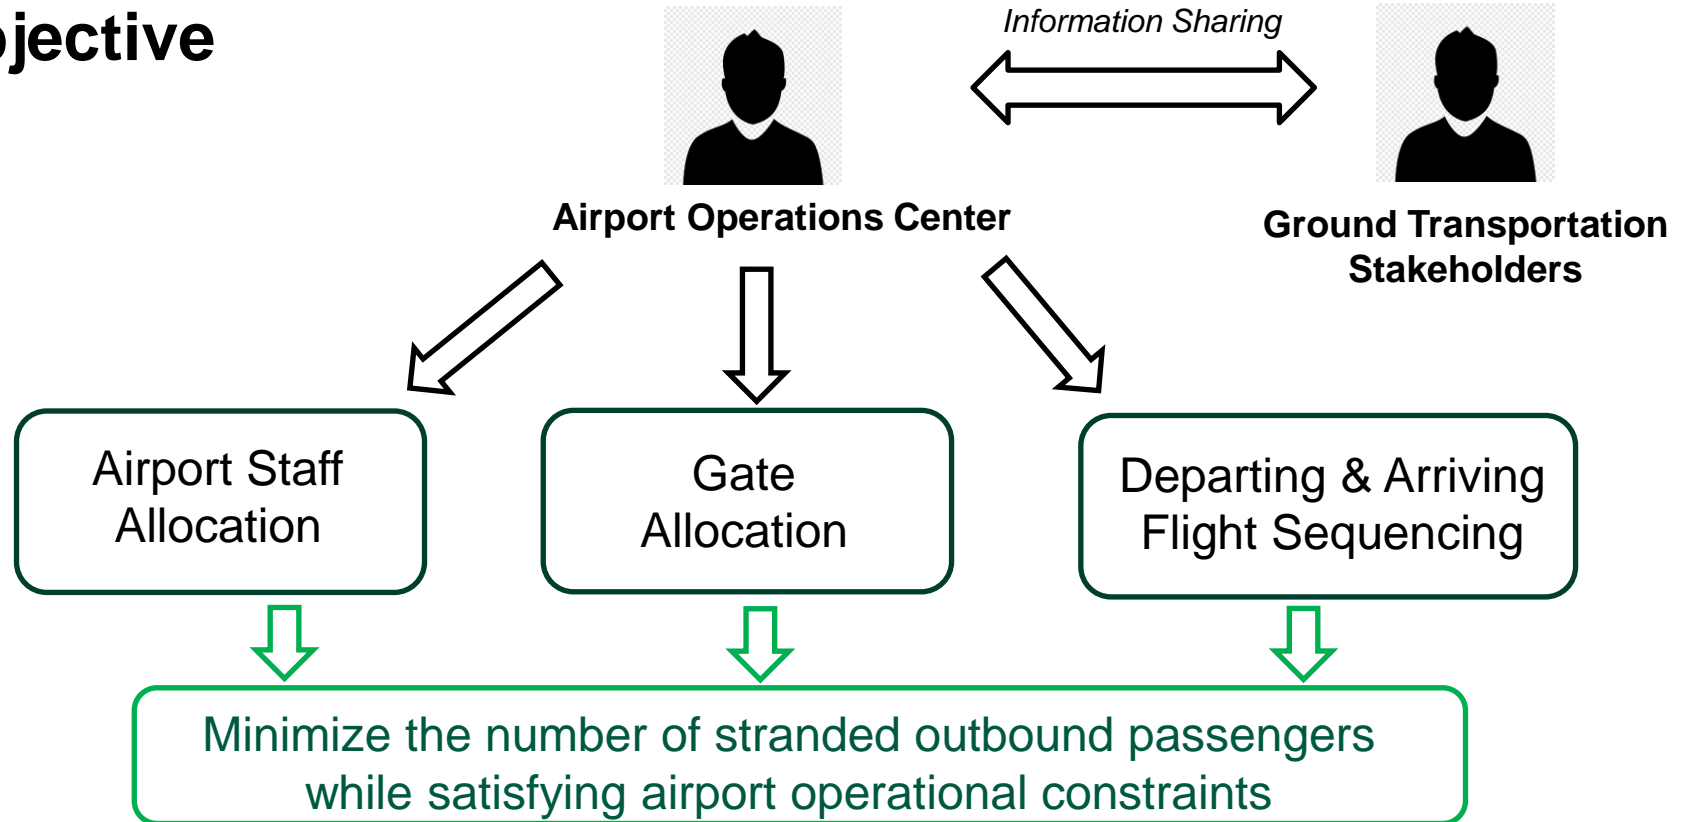 bjective
Information Sharing
Airport Operations Center
Ground Transportation
Stakeholders
Airport Staff
Allocation
Gate
Allocation
Departing & Arriving
Flight Sequencing
Minimize the number of stranded outbound passengers
while satisfying airport operational constraints